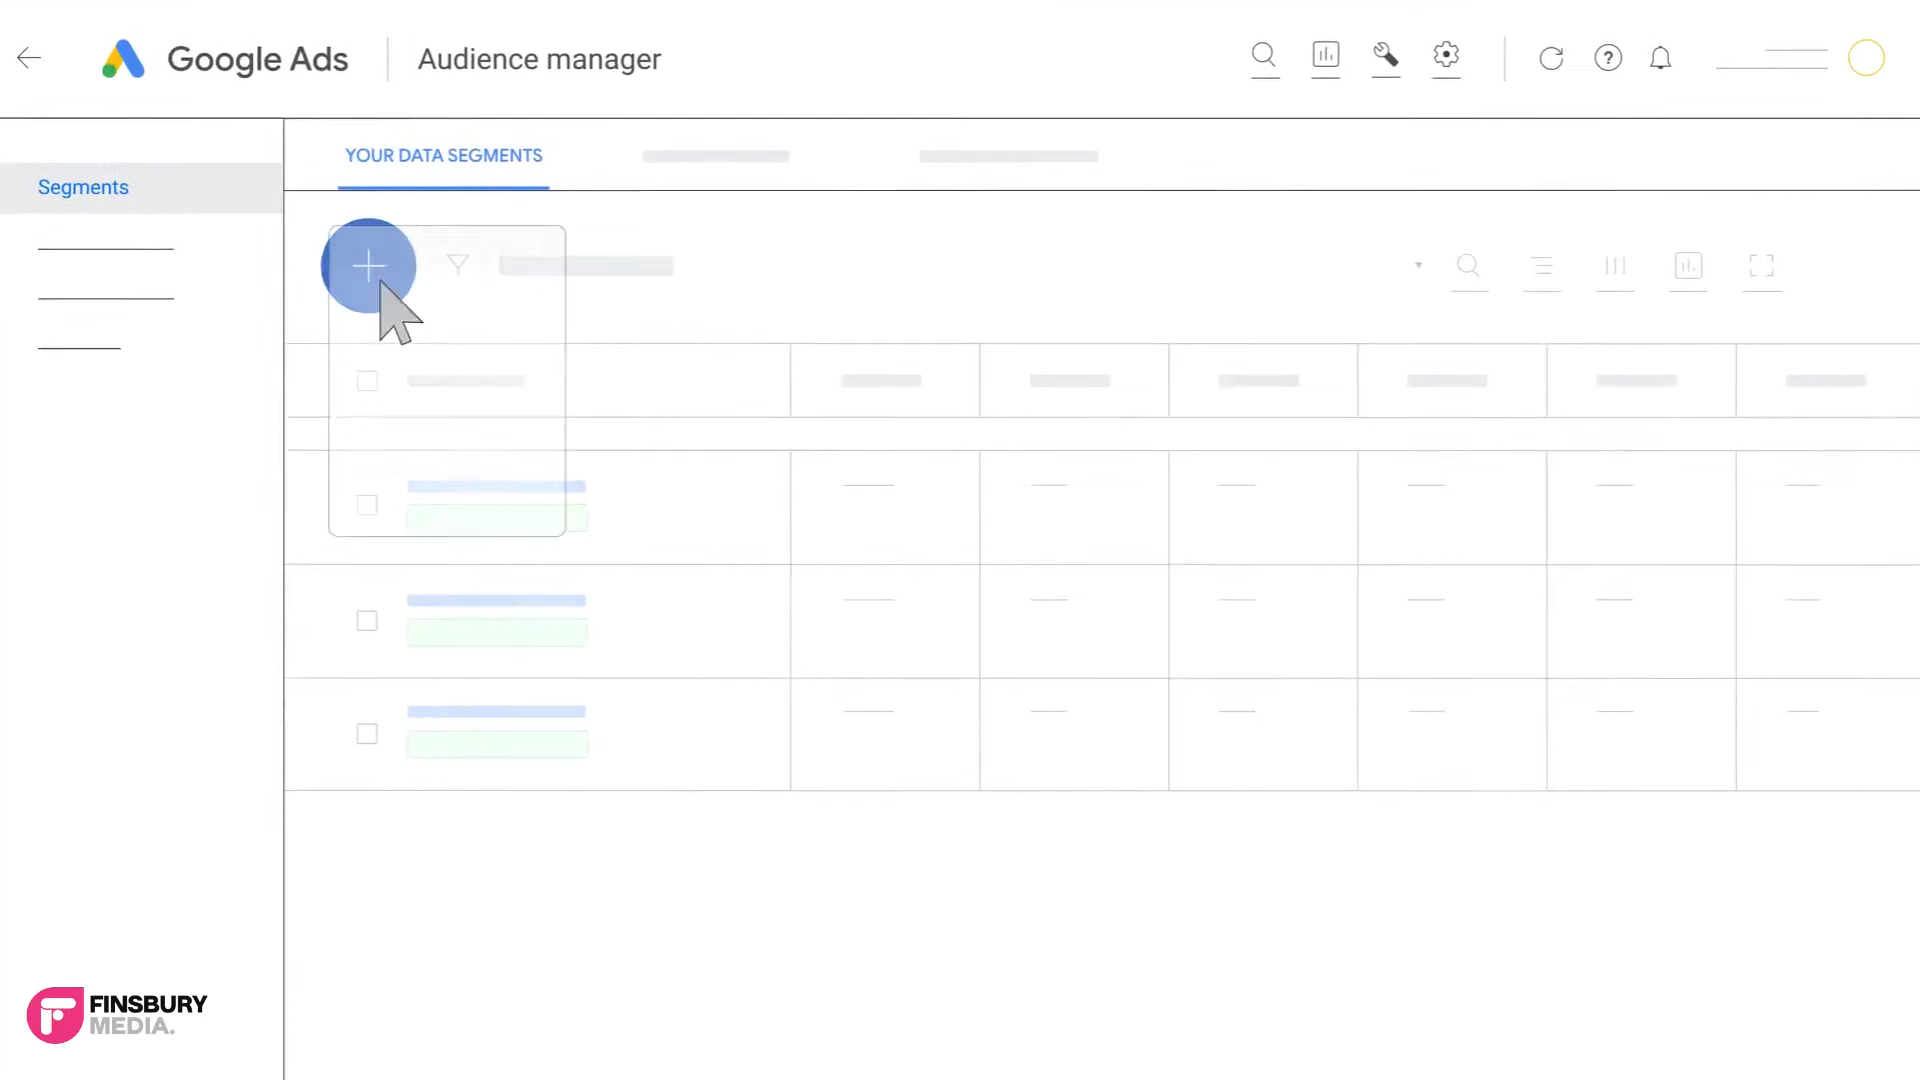 Google Ads
Audience manager
YOUR DATA SEGMENTS
Segments
FINSBURY
MEDIA.